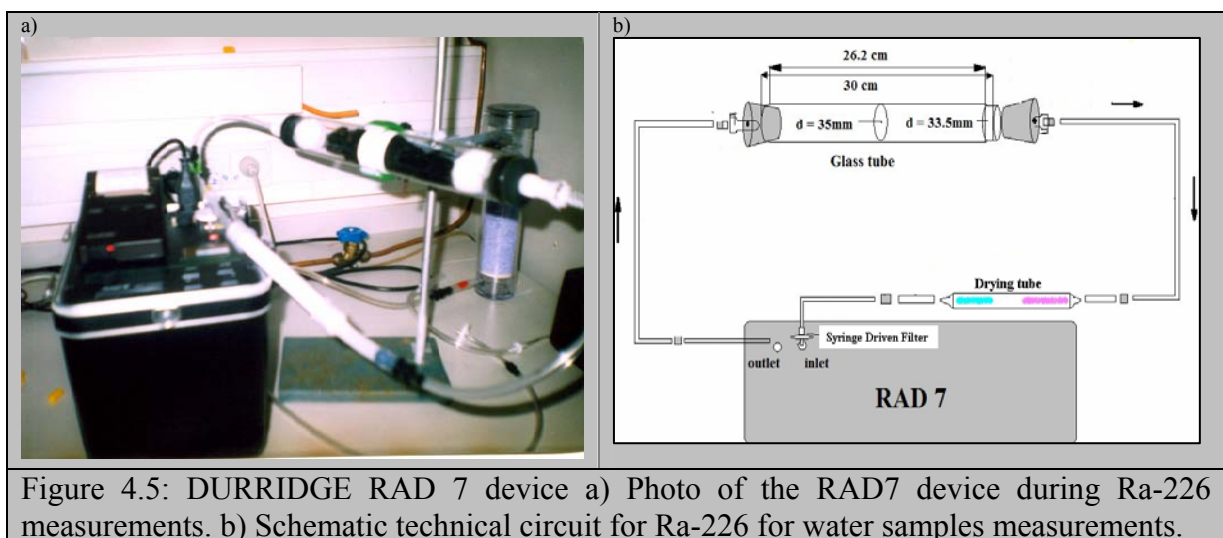 a)
b)
26.2 cm
30 cm
d = 35mm
d = 33.5mm
Glass tube
Drying tube
Syringe Driven Filter
outlet
inlet
RAD 7
Figure 4.5: DURRIDGE RAD 7 device a) Photo of the RAD7 device during Ra-226
measurements. b) Schematic technical circuit for Ra-226 for water samples measurements.